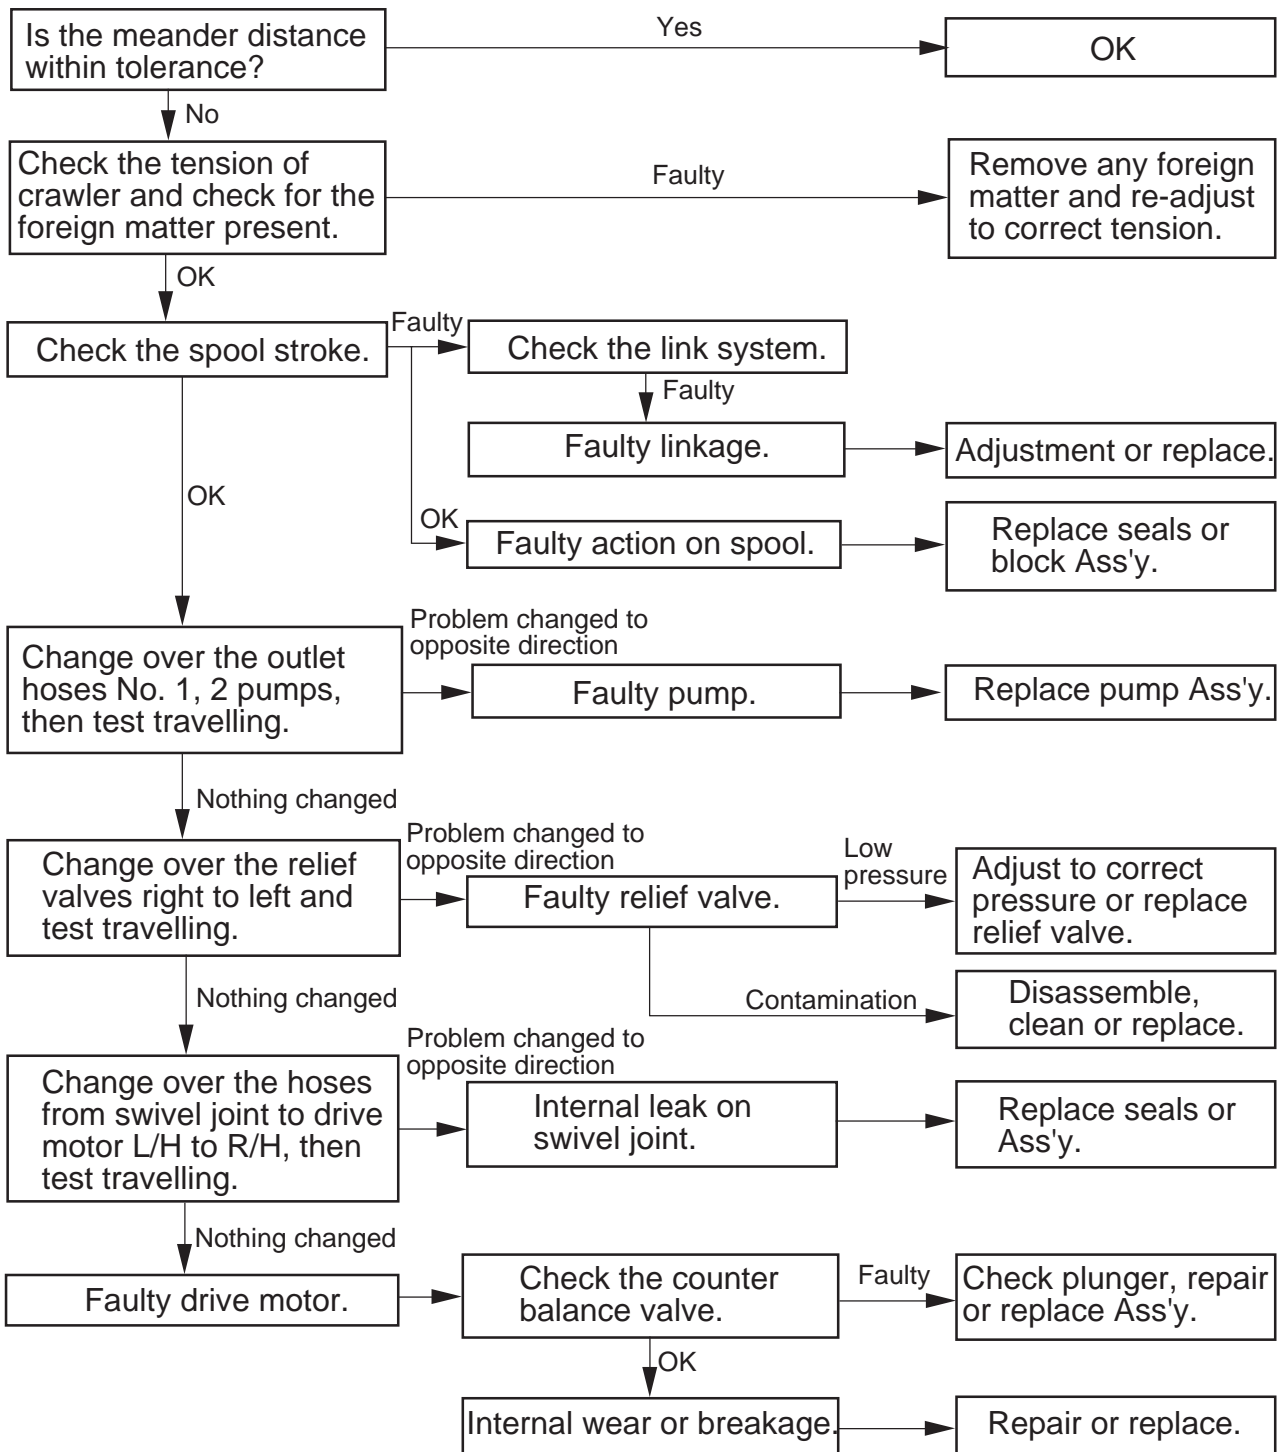 Is the meander distance
within tolerance?
Yes
OK
No
Check the tension of
crawler and check for the
foreign matter present.
Faulty
Remove any foreign
matter and re-adjust
to correct tension.
OK
Check the spool stroke.
Faulty
Check the link system.
Faulty
Faulty linkage.
Adjustment or replace.
OK
OK
Faulty action on spool.
Replace seals or
block Ass'y.
Change over the outlet
hoses No. 1, 2 pumps,
then test travelling.
Problem changed to
opposite direction
Faulty pump.
Replace pump Ass'y.
Nothing changed
Change over the relief
valves right to left and
test travelling.
Problem changed to
opposite direction
Faulty relief valve.
Low
pressure
Adjust to correct
pressure or replace
relief valve.
Contamination
Disassemble,
clean or replace.
Nothing changed
Change over the hoses
from swivel joint to drive
motor L/H to R/H, then
test travelling.
Problem changed to
opposite direction
Internal leak on
swivel joint.
Replace seals or
Ass'y.
Nothing changed
Faulty drive motor.
Check the counter
balance valve.
Faulty
Check plunger, repair
or replace Ass'y.
OK
Internal wear or breakage.
Repair or replace.